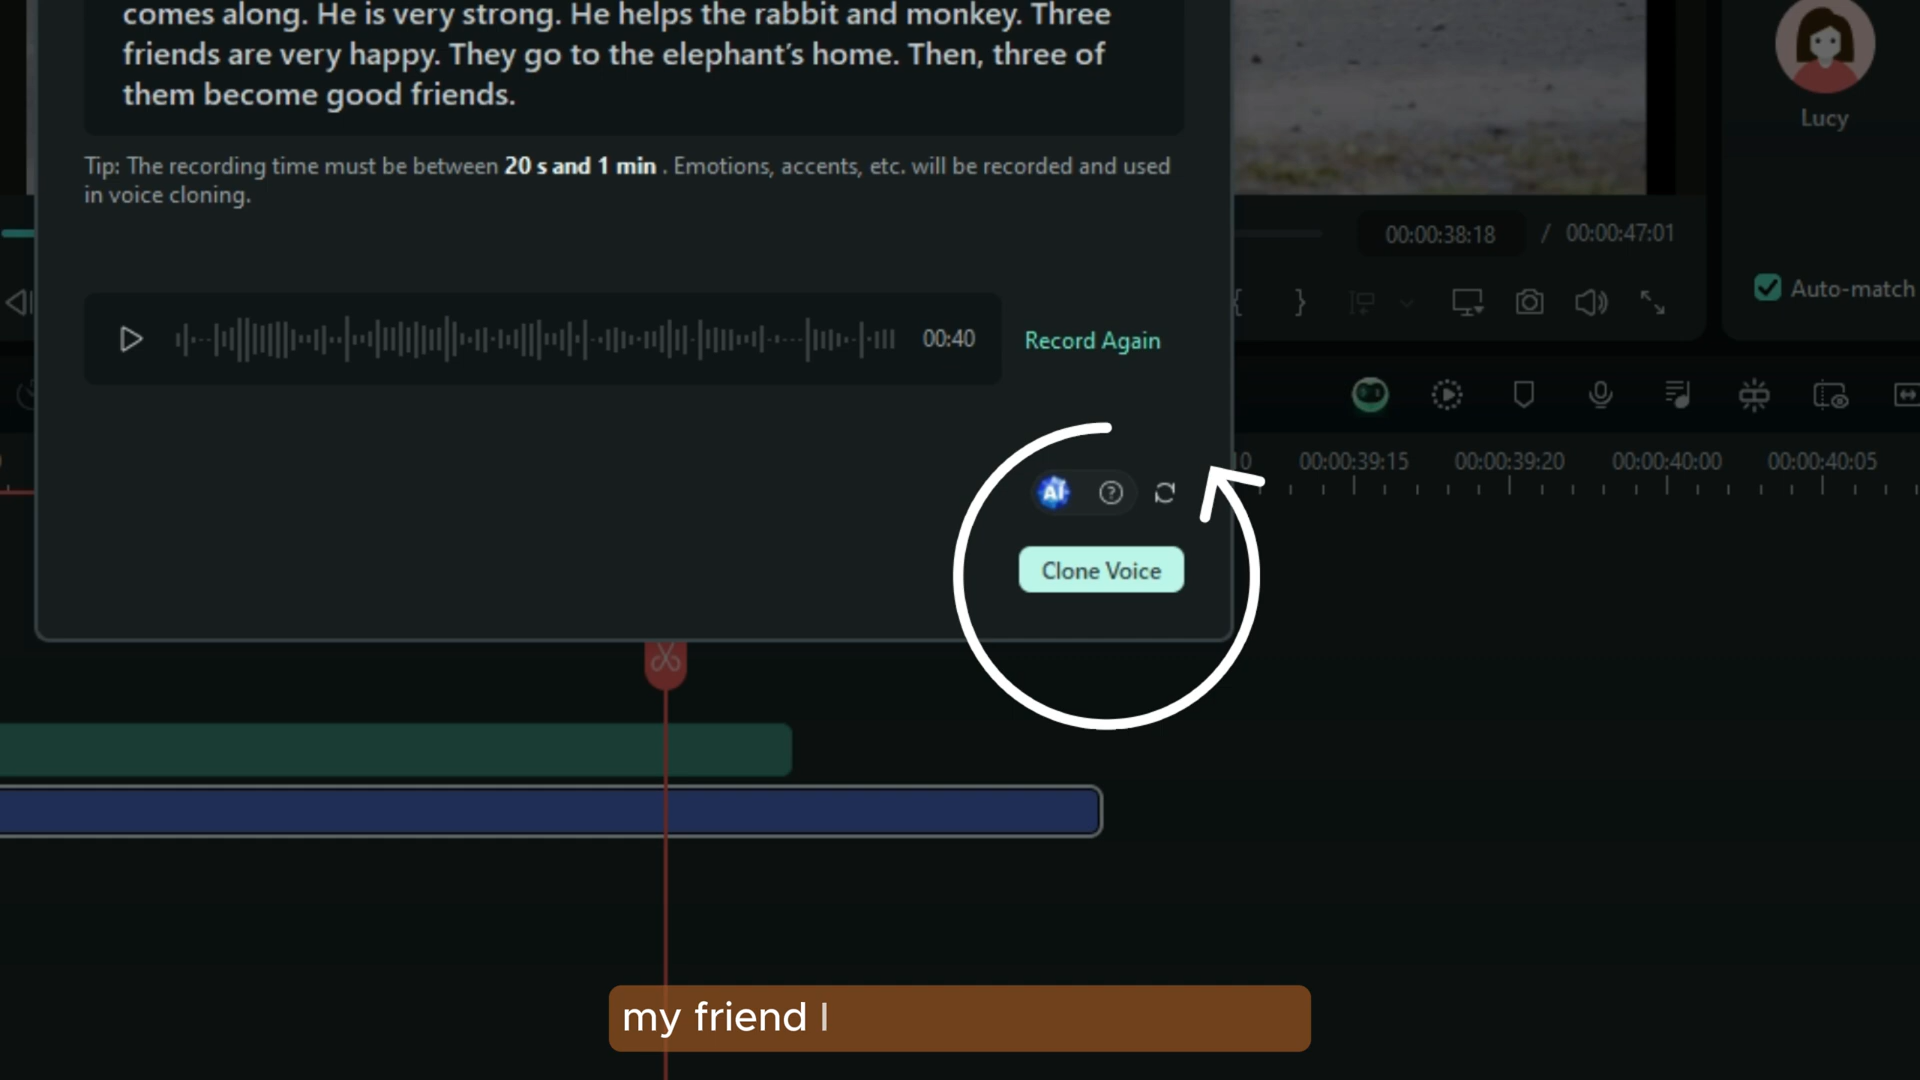 comes along. He is very strong. He helps the rabbit and monkey. Three
friends are very happy. They go to the elephant's home. Then, three of
them become good friends.
Lucy
Tip: The recording time must be between 20 s and 1 min . Emotions, accents, etc. will be recorded and used
in voice cloning.
00:00:38:18 / 00:00:47:01
Auto-match
00:40
Record Again
00:00:39:15 00:00:39:20 00:00:40:00 00:00:40:05
AI
Clone Voice
my friend I